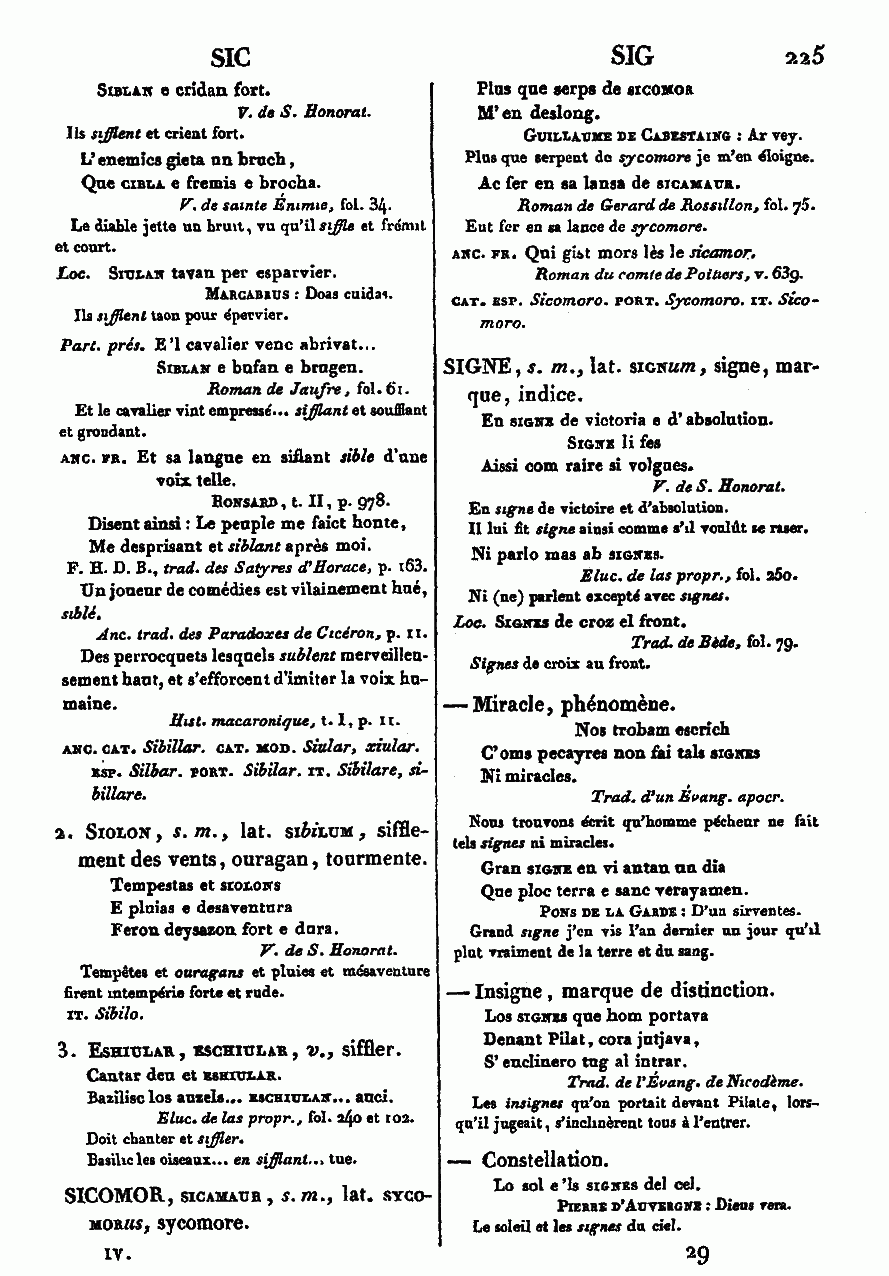 SIC
SIG
225
SIBLAN e cridan fort.
V. de S. Honorat.
Ils sifflent et crient fort.
L'enemics gieta un bruch,
Que CIBLA e fremis e brocha.
V. de sainte Énimie, fol. 34.
Le diable jette un bruit, vu qu'il siffle et frémit
et court.
Loc. SIULAN tavan per esparvier.
MARCABRUS : Doas cuidas.
Ils sifflent taon pour épervier.
Part. prés. E'l cavalier venc abrivat...
SIBLAN e bufan e brugen.
Roman de Jaufre, fol. 61.
Et le cavalier vint empressé... sifflant et soufflant
et grondant.
ANC. FR. Et sa langue en siflant sible d'une
voix telle.
RONSARD, t. II, p. 978.
Disent ainsi : Le peuple me faict honte,
Me desprisant et siblant après moi.
F. H. D. B., trad. des Satyres d'Horace, p. 163.
Un joueur de comédies est vilainement hué,
siblé.
Anc. trad. des Paradoxes de Cicéron, p. 11.
Des perrocquets lesquels sublent merveilleu-
sement haut, et s'efforcent d'imiter la voix hu-
maine.
Hist. macaronique, t. I, p. 11.
ANC. CAT. Sibillar. CAT. MOD. Siular, xiular.
ESP. Silbar. PORT. Sibilar. IT. Sibilare, si-
billare.
2. SIOLON, s. m., lat. sibiLUM, siffle-
ment des vents, ouragan, tourmente.
Tempestas et SIOLONS
E pluias e desaventura
Feron deysazon fort e dura.
V. de S. Honorat.
Tempêtes et ouragans et pluies et mésaventure
firent intempérie forte et rude.
IT. Sibilo.
3. ESHIULAR, ESCHIULAR, v., siffler.
Cantar deu et ESHIULAR.
Bazilisc los auzels... ESCHIULAN... auci.
Eluc. de las propr., fol. 240 et 102.
Doit chanter et siffler.
Basilic les oiseaux... en sifflant... tue.
SICOMOR, SICAMAUR, s. m., lat. SYCO-
MORus, sycomore.
IV.
Plus que serps de SICOMOR
M'en deslong.
GUILLAUME DE CABESTAING : Ar vey.
Plus que serpent de sycomore je m'en éloigne.
Ac fer en sa lansa de SICAMAUR.
Roman de Gerard de Rossillon, fol. 75.
Eut fer en sa lance de sycomore.
ANC. FR. Qui gist mors lès le sicamor.
Roman du comte de Poitiers, v. 639.
CAT. ESP. Sicomoro. PORT. Sycomoro. IT. Sico-
moro.
SIGNE, s. m., lat. SIGNum, signe, mar-
que, indice.
En SIGNE de victoria e d'absolution.
SIGNE li fes
Aissi com raire si volgues.
V. de S. Honorat.
En signe de victoire et d'absolution.
Il lui fit signe ainsi comme s'il voulût se raser.
Ni parlo mas ab SIGNES.
Eluc. de las propr., fol. 250.
Ni (ne) parlent excepté avec signes.
Loc. SIGNES de croz el front.
Trad. de Bède, fol. 79.
Signes de croix au front.
— Miracle, phénomène.
Nos trobam escrich
C'oms pecayres non fai tals SIGNES
Ni miracles.
Trad. d'un Évang. apocr.
Nous trouvons écrit qu'homme pécheur ne fait
tels signes ni miracles.
Gran SIGNE en vi antan un dia
Que ploc terra e sanc verayamen.
PONS DE LA GARDE : D'un sirventes.
Grand signe j'en vis l'an dernier un jour qu'il
plut vraiment de la terre et du sang.
— Insigne, marque de distinction.
Los SIGNES que hom portava
Denant Pilat, cora jutjava,
S'enclinero tug al intrar.
Trad. de l'Évang. de Nicodème.
Les insignes qu'on portait devant Pilate, lors-
qu'il jugeait, s'inclinèrent tous à l'entrer.
— Constellation.
Lo sol e'ls SIGNES del cel.
PIERRE D'AUVERGNE : Dieus vera.
Le soleil et les signes du ciel.
29